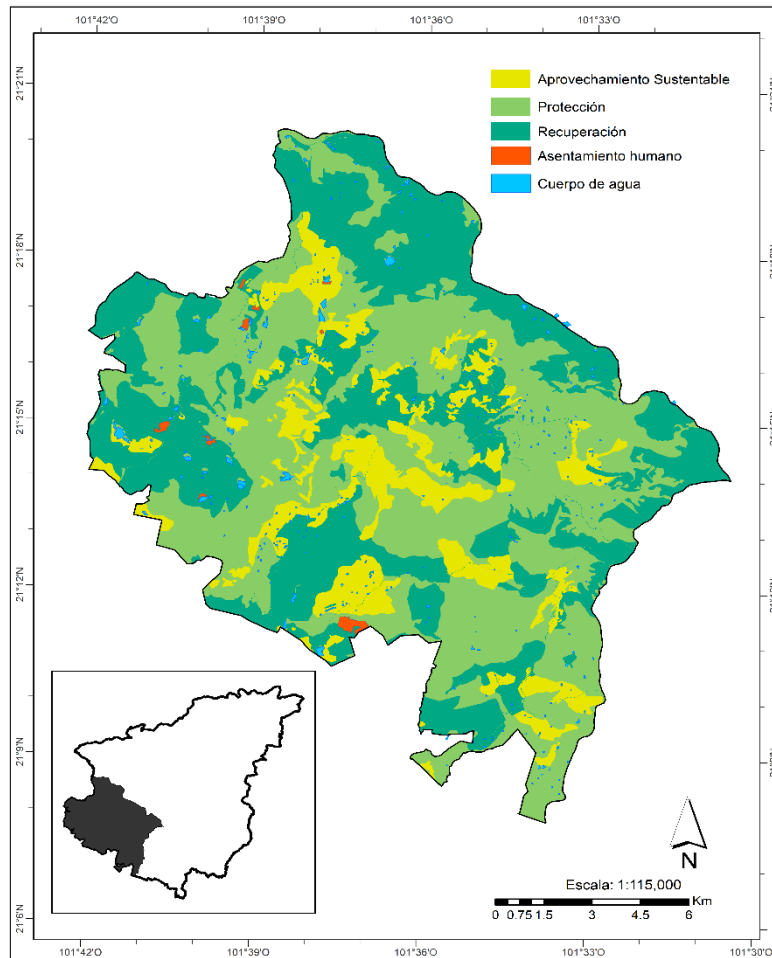 101°42'O 101°39'O 101°36'O 101°33'O
21°21'N
21°18'N
21°15'N
21°12'N
21°9'N
21°6'N
Aprovechamiento Sustentable
Protección
Recuperación
Asentamiento humano
Cuerpo de agua
N
Escala: 1:115,000
Km
0 0.75 1.5 3 4.5 6
101°42'O 101°39'O 101°36'O 101°33'O 101°30'O